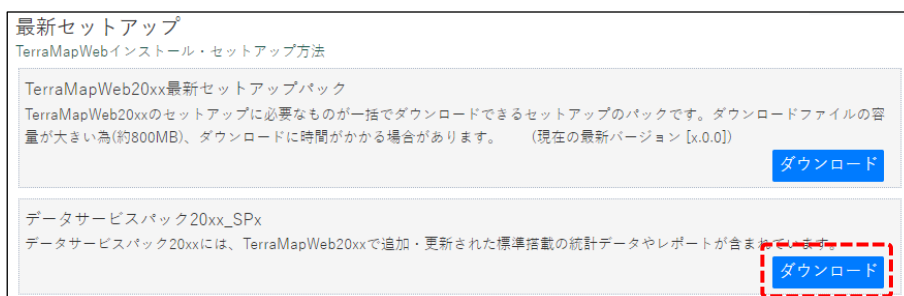 最新セットアップ
TerraMapWebインストール・セットアップ方法
TerraMapWeb20xx最新セットアップパック
TerraMapWeb20xxのセットアップに必要なものが一括でダウンロードできるセットアップのパックです。ダウンロードファイルの容
量が大きい為(約800MB)、ダウンロードに時間がかかる場合があります。 (現在の最新バージョン [x.0.0])
ダウンロード
データサービスパック20xx_SPx
データサービスパック20xxには、TerraMapWeb20xxで追加・更新された標準搭載の統計データやレポートが含まれています。
ダウンロード